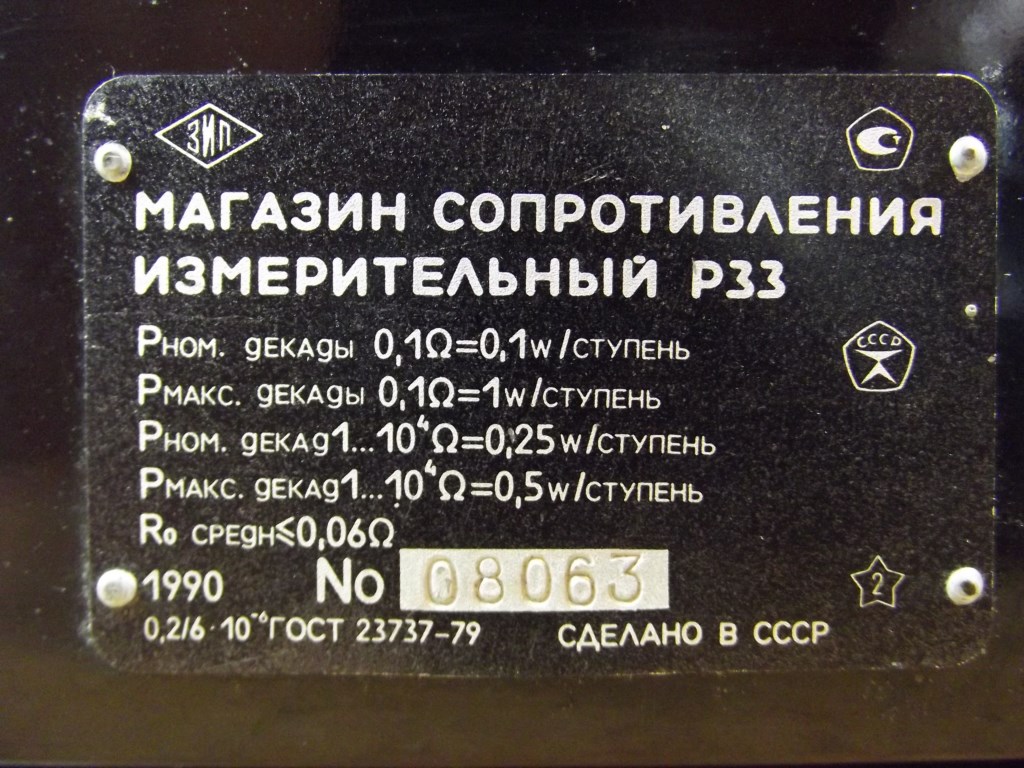 ЗИП
МАГАЗИН СОПРОТИВЛЕНИЯ
ИЗМЕРИТЕЛЬНЫЙ Р33
Рном. декады 0,1Ω=0,1w/ступень
Рмакс. декады 0,1Ω=1w/ступень
Рном. декад1...10⁴Ω=0,25w/ступень
Рмакс. декад1...10⁴Ω=0,5w/ступень
R₀ средн≤0,06Ω
СССР
1990 No 08063
2
0,2/6·10⁻⁶ ГОСТ 23737-79 СДЕЛАНО В СССР